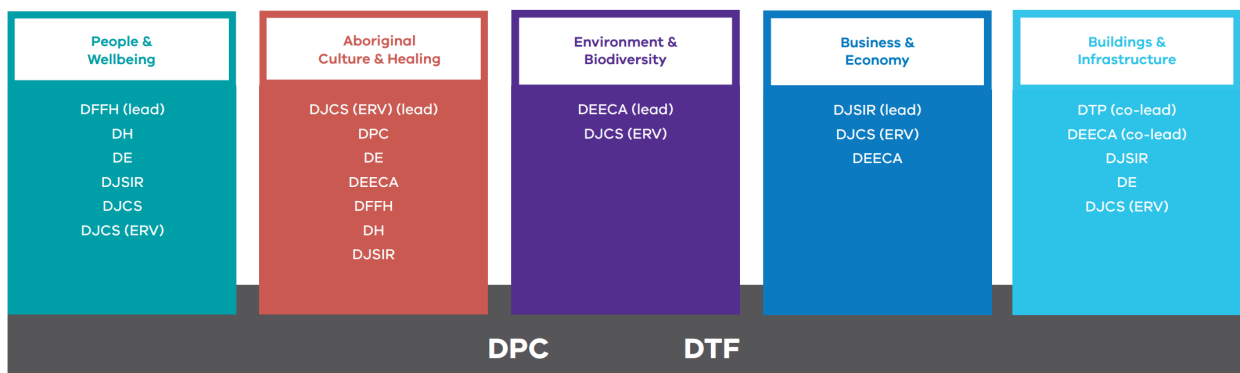 People &
Wellbeing
DFFH (lead)
DH
DE
DJSIR
DJCS
DJCS (ERV)
Aboriginal
Culture & Healing
DJCS (ERV) (lead)
DPC
DE
DEECA
DFFH
DH
DJSIR
Environment &
Biodiversity
DEECA (lead)
DJCS (ERV)
Business &
Economy
DJSIR (lead)
DJCS (ERV)
DEECA
Buildings &
Infrastructure
DTP (co-lead)
DEECA (co-lead)
DJSIR
DE
DJCS (ERV)
DPC DTF